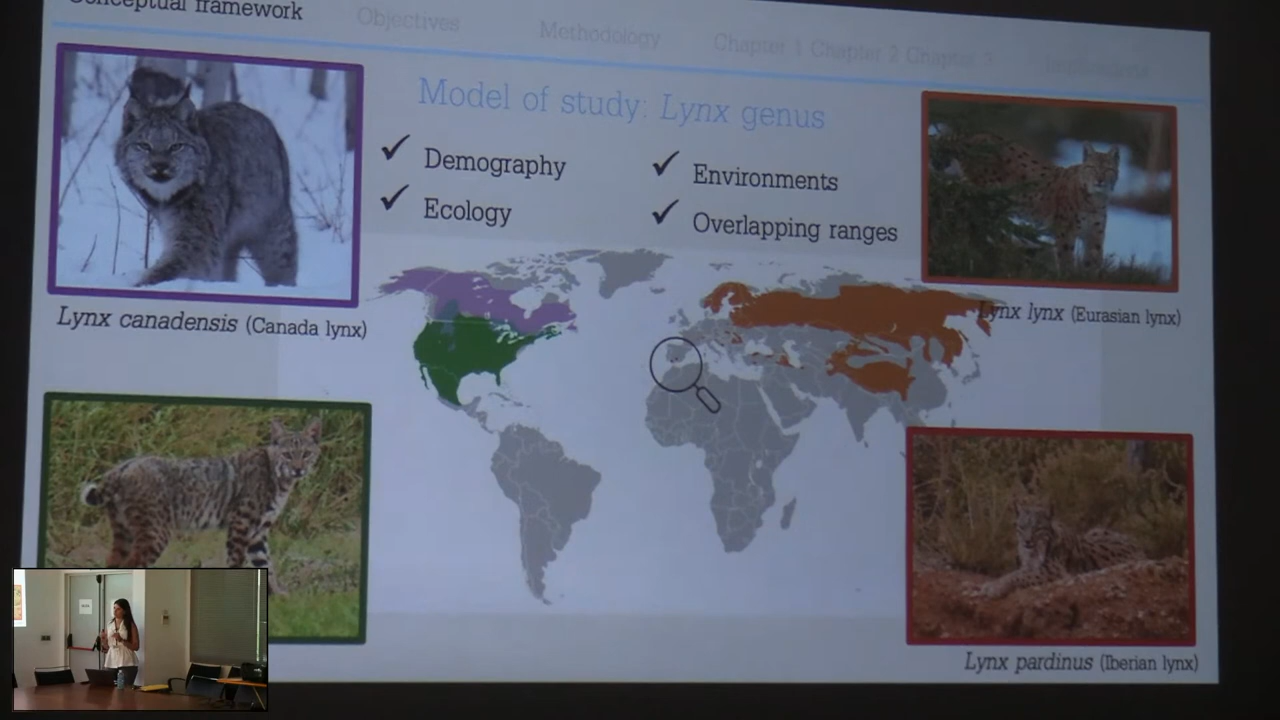 Conceptual framework
Objectives
Methodology
Chapter 1 Chapter 2 Chapter 3
Implications
Model of study: Lynx genus
✓ Demography
✓ Environments
✓ Ecology
✓ Overlapping ranges
Lynx canadensis (Canada lynx)
Lynx lynx (Eurasian lynx)
Lynx pardinus (Iberian lynx)